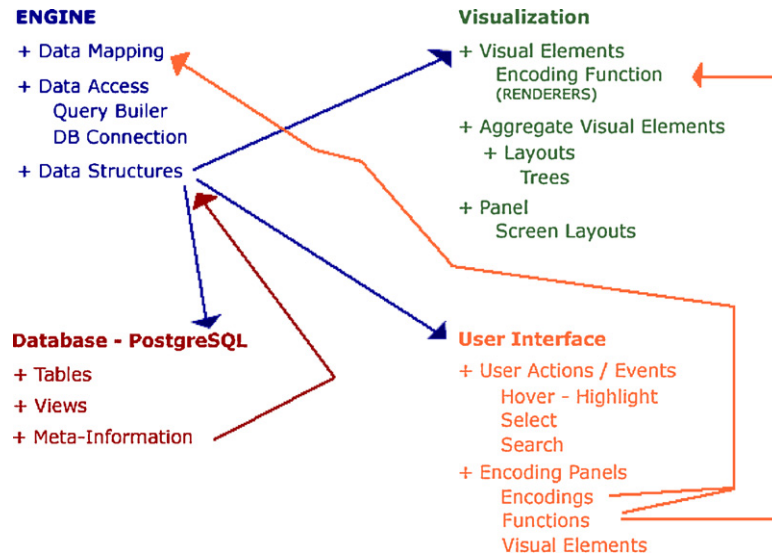 ENGINE
+ Data Mapping
+ Data Access
Query Builer
DB Connection
+ Data Structures
Visualization
+ Visual Elements
Encoding Function
(RENDERERS)
+ Aggregate Visual Elements
+ Layouts
Trees
+ Panel
Screen Layouts
Database - PostgreSQL
+ Tables
+ Views
+ Meta-Information
User Interface
+ User Actions / Events
Hover - Highlight
Select
Search
+ Encoding Panels
Encodings
Functions
Visual Elements